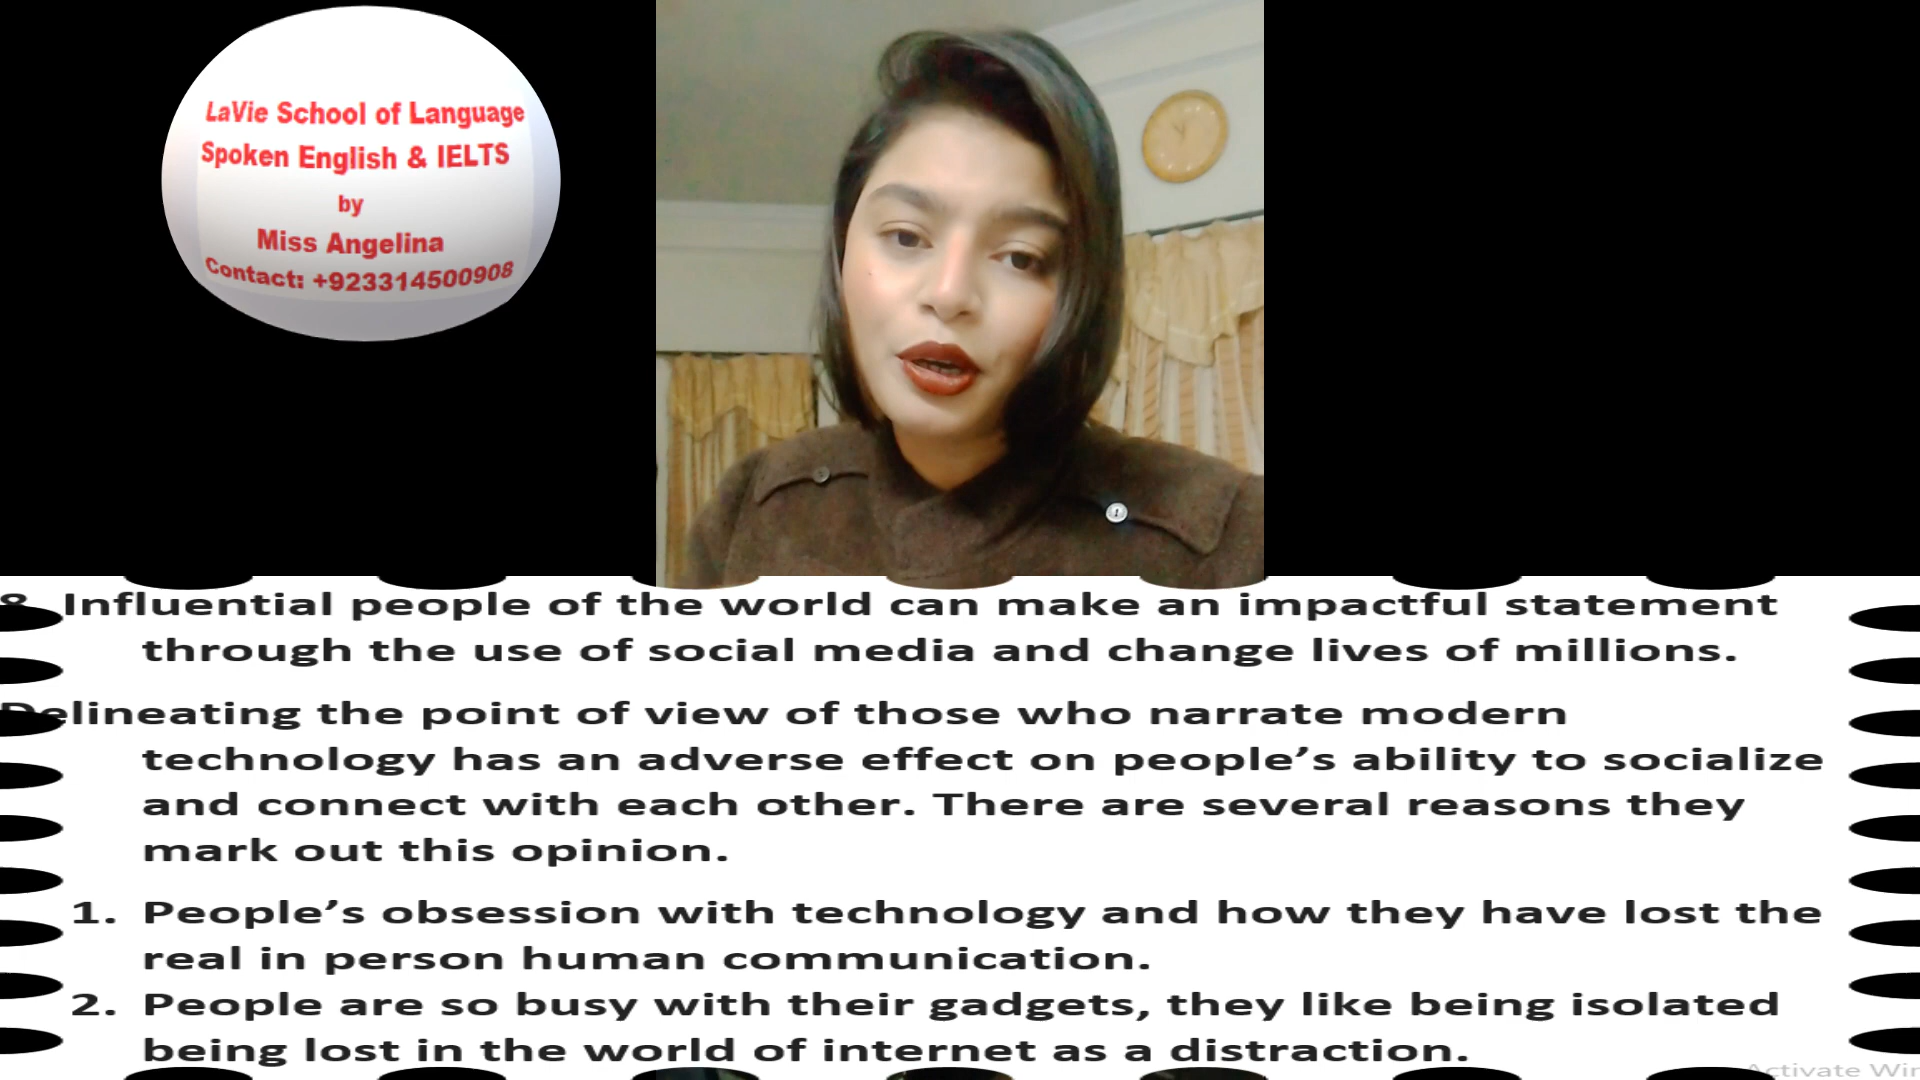 LaVie School of Language
Spoken English & IELTS
by
Miss Angelina
Contact: +923314500908
8. Influential people of the world can make an impactful statement
through the use of social media and change lives of millions.
Delineating the point of view of those who narrate modern
technology has an adverse effect on people’s ability to socialize
and connect with each other. There are several reasons they
mark out this opinion.
1. People’s obsession with technology and how they have lost the
real in person human communication.
2. People are so busy with their gadgets, they like being isolated
being lost in the world of internet as a distraction.
Activate Win